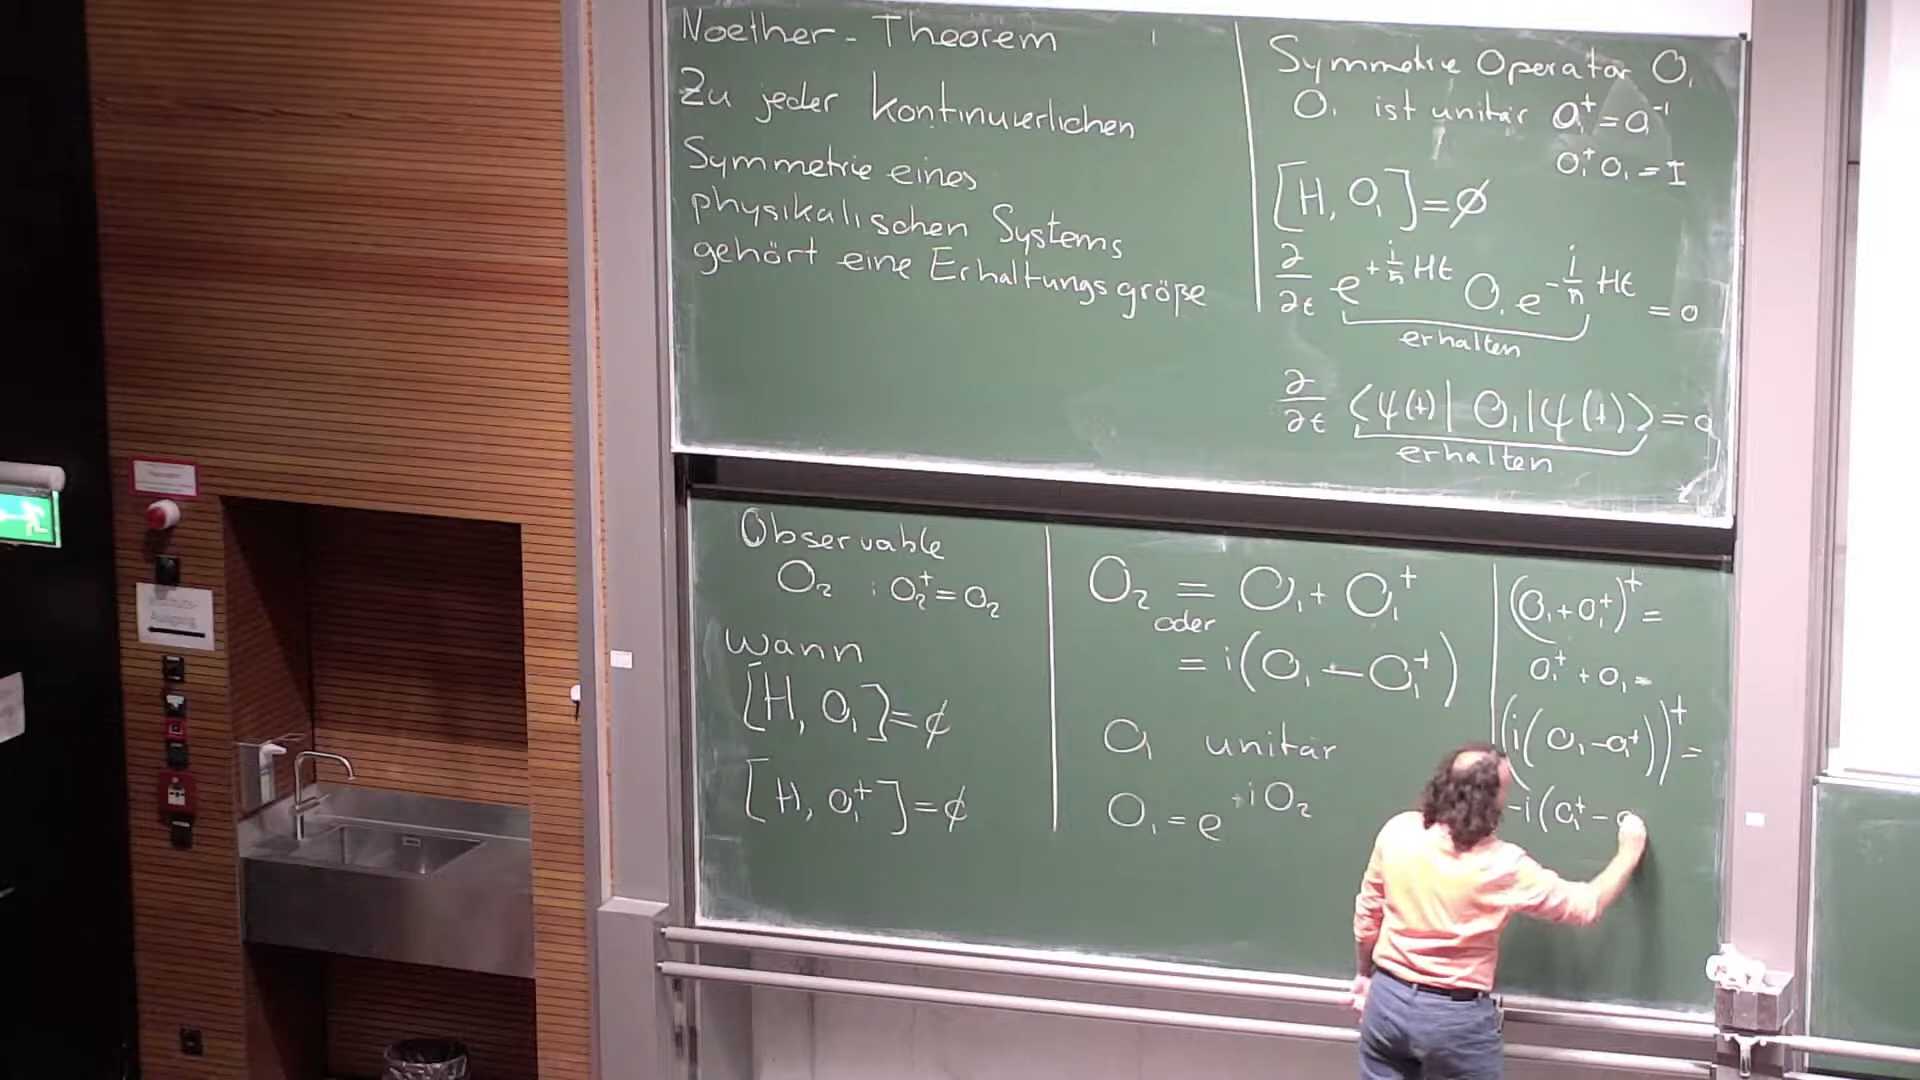 Noether-Theorem
Zu jeder kontinuierlichen
Symmetrie eines
physikalischen Systems
gehört eine Erhaltungsgröße
Symmetrie Operator O₁
O₁ ist unitär O₁⁺=O₁⁻¹
O₁⁺O₁=I
[H, O₁]=∅
∂/∂t e^{+i/ℏ Ht} O₁ e^{-i/ℏ Ht} = 0
erhalten
∂/∂t ⟨ψ(t)|O₁|ψ(t)⟩=0
erhalten
Observable
O₂ : O₂⁺=O₂
wann
[H, O₁]=∅
[H, O₁⁺]=∅
O₂ = O₁+O₁⁺
oder
= i(O₁-O₁⁺)
O₁ unitär
O₁=e^{+iO₂}
(O₁+O₁⁺)⁺=
O₁⁺+O₁=
(i(O₁-O₁⁺))⁺=
-i(O₁⁺-O